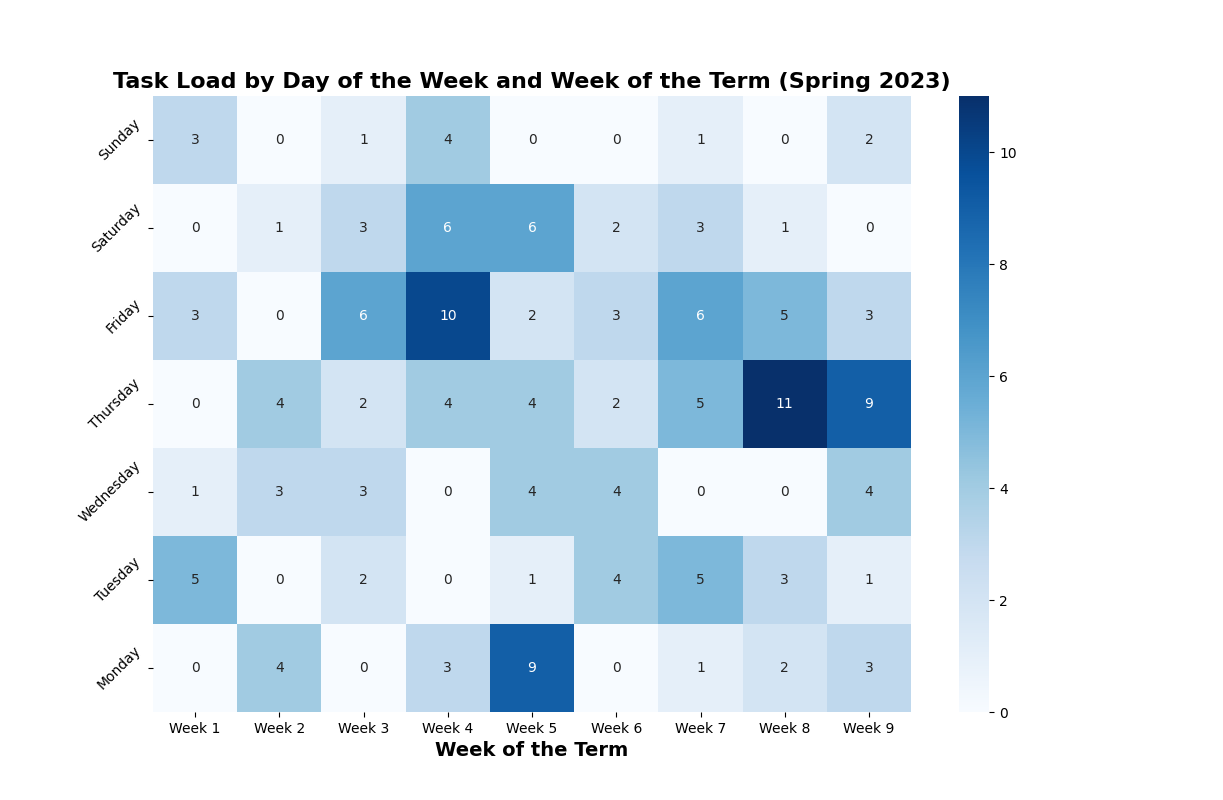 Task Load by Day of the Week and Week of the Term (Spring 2023)
Sunday 3 0 1 4 0 0 1 0 2
Saturday 0 1 3 6 6 2 3 1 0
Friday 3 0 6 10 2 3 6 5 3
Thursday 0 4 2 4 4 2 5 11 9
Wednesday 1 3 3 0 4 4 0 0 4
Tuesday 5 0 2 0 1 4 5 3 1
Monday 0 4 0 3 9 0 1 2 3
Week 1 Week 2 Week 3 Week 4 Week 5 Week 6 Week 7 Week 8 Week 9
Week of the Term
10
8
6
4
2
0